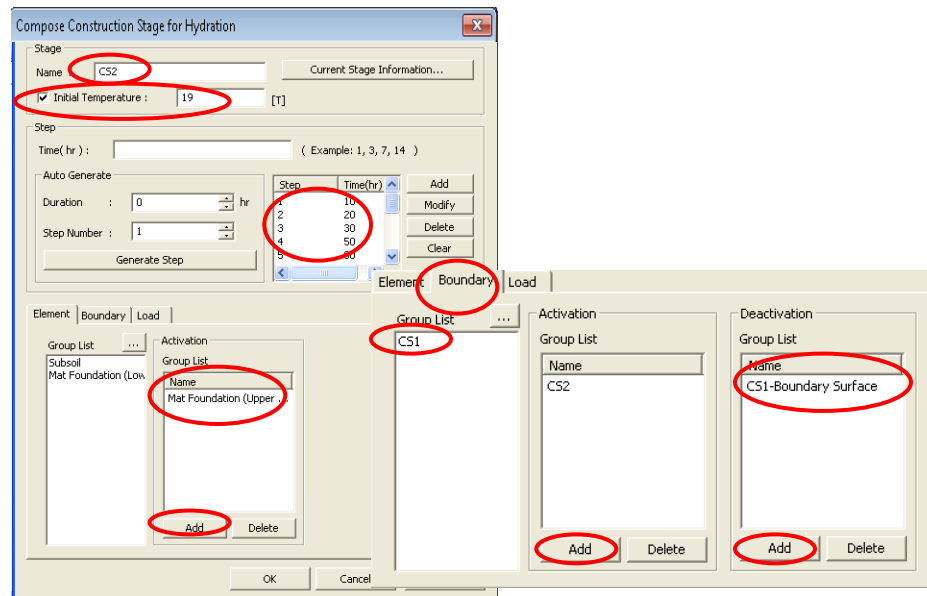 Compose Construction Stage for Hydration
Stage
Name : CS2 Current Stage Information...
Initial Temperature : 19 [T]
Step
Time( hr ) : ( Example: 1, 3, 7, 14 )
Auto Generate
Duration : 0 hr
Step Number : 1
Generate Step
Step Time(hr)
1 10
2 20
3 30
4 50
5
Add
Modify
Delete
Clear
Element Boundary Load
Group List ...
Subsoil
Mat Foundation (Low
Activation
Group List
Name
Mat Foundation (Upper ...
Add Delete
OK Cancel
Element Boundary Load
Group List ...
CS1
Activation
Group List
Name
CS2
Add Delete
Deactivation
Group List
Name
CS1-Boundary Surface
Add Delete